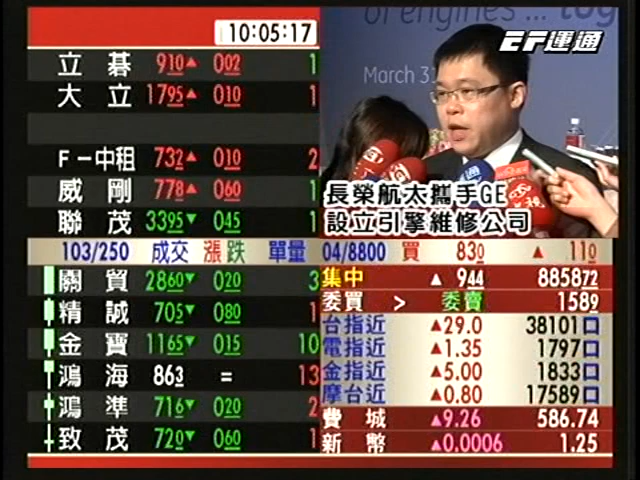 10:05:17
立碁 910▲ 002 1
大立 1795▲ 010 1
F－中租 732▲ 010 2
威剛 778▲ 060 1
聯茂 3395▼ 045 1
103/250 成交 漲跌 單量
關貿 2860▼ 020 3
精誠 705▼ 080 1
金寶 1165▼ 015 10
鴻海 863 = 13
鴻準 716▼ 020 2
致茂 720▼ 060 1
of engines ... tog
March 31
EF運通
長榮航太攜手GE
設立引擎維修公司
04/8800 買 830 ▲ 110
集中 ▲ 944 885872
委買 > 委賣 1589
台指近 ▲29.0 38101口
電指近 ▲1.35 1797口
金指近 ▲5.00 1833口
摩台近 ▲0.80 17589口
費城 ▲9.26 586.74
新幣 ▲0.0006 1.25